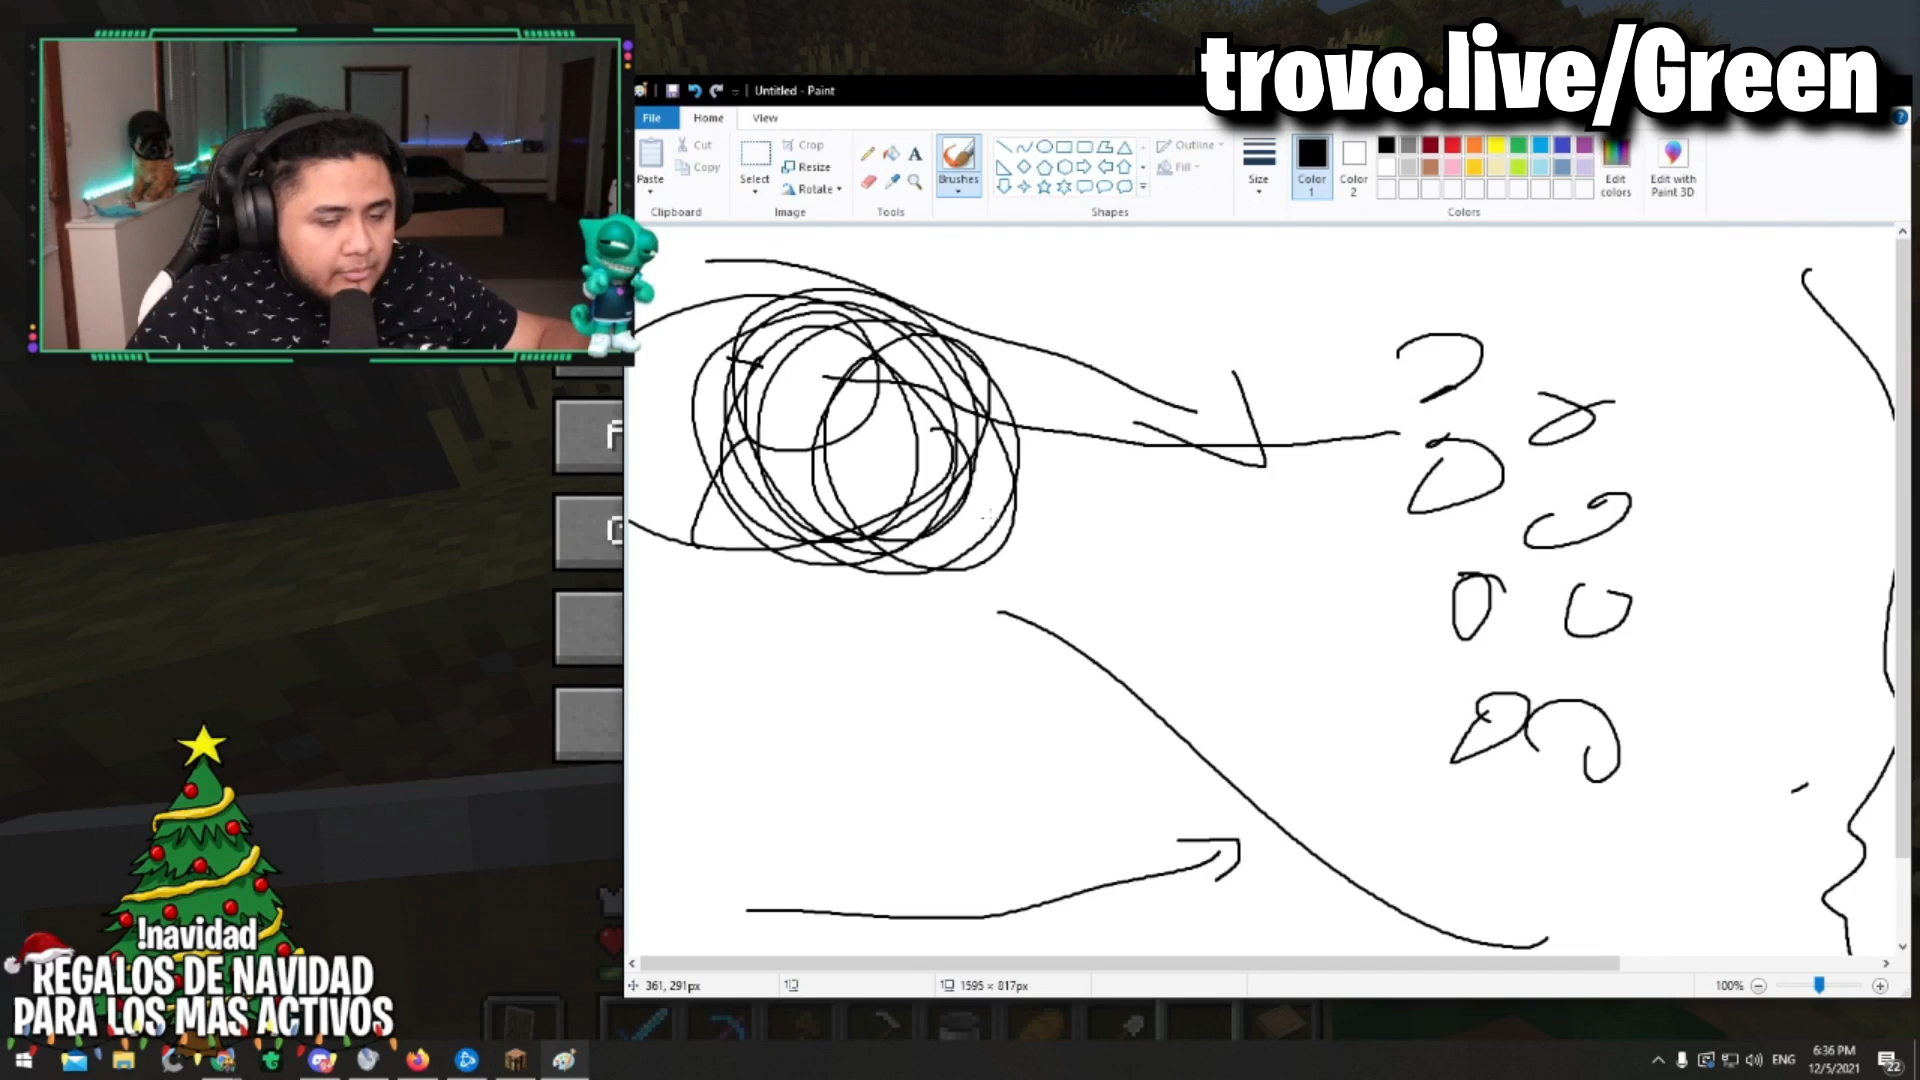 trovo.live/Green
Untitled - Paint
File Home View
Paste
Cut
Copy
Clipboard
Select
Crop
Resize
Rotate
Image
A
Tools
Brushes
Outline
Fill
Shapes
Size
Color 1
Color 2
Colors
Edit colors
Edit with Paint 3D
361, 291px
1595 × 817px
100%
!navidad
REGALOS DE NAVIDAD
PARA LOS MAS ACTIVOS
ENG
6:36 PM
12/5/2021
22